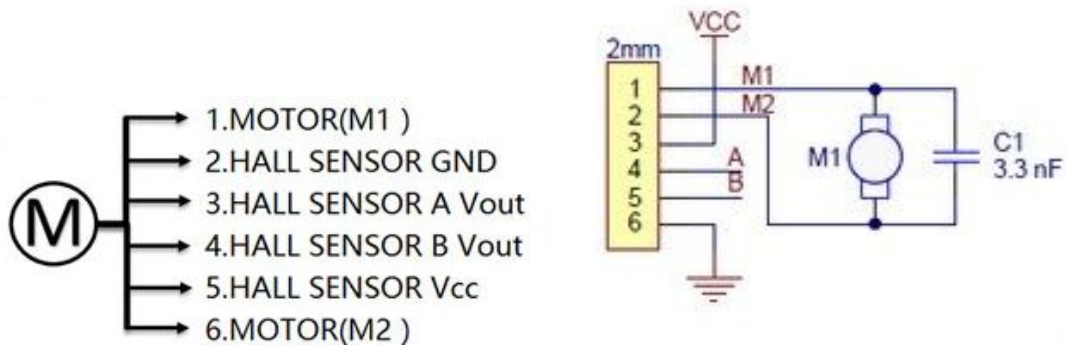 M
1.MOTOR(M1 )
2.HALL SENSOR GND
3.HALL SENSOR A Vout
4.HALL SENSOR B Vout
5.HALL SENSOR Vcc
6.MOTOR(M2 )
VCC
2mm
1
2
3
4
5
6
M1
M2
A
B
M1
C1
3.3 nF